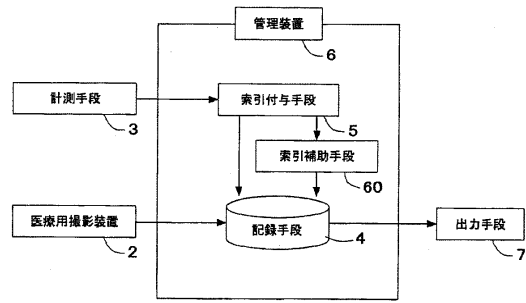 管理装置
6
計測手段
3
索引付与手段
5
索引補助手段
60
医療用撮影装置
2
記録手段
4
出力手段
7